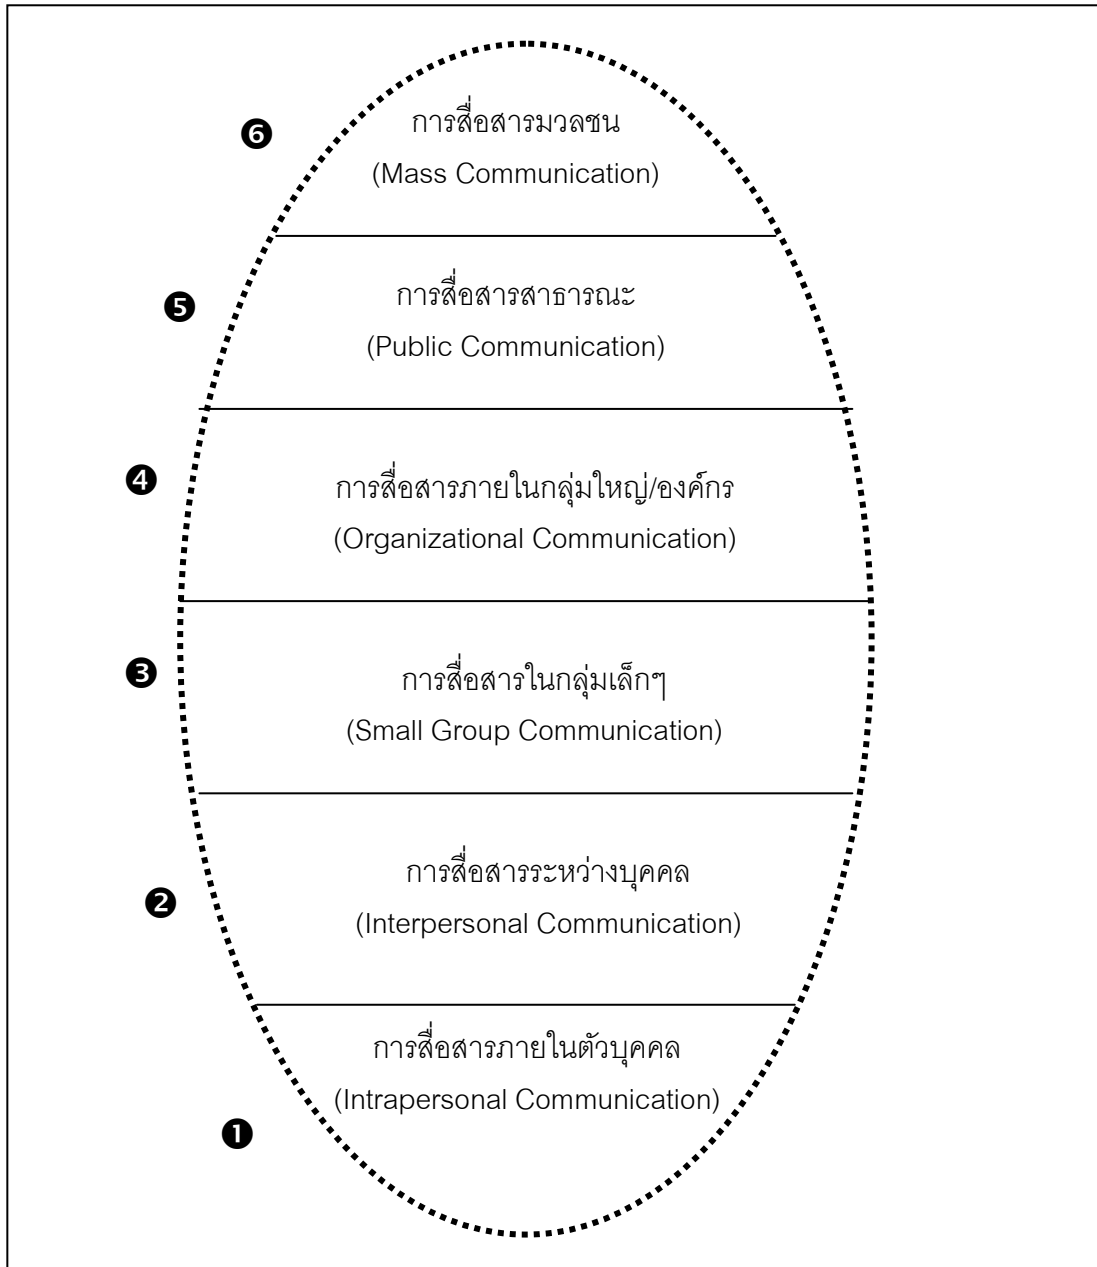 ❻
การสื่อสารมวลชน
(Mass Communication)
❺
การสื่อสารสาธารณะ
(Public Communication)
❹
การสื่อสารภายในกลุ่มใหญ่/องค์กร
(Organizational Communication)
❸
การสื่อสารในกลุ่มเล็กๆ
(Small Group Communication)
❷
การสื่อสารระหว่างบุคคล
(Interpersonal Communication)
การสื่อสารภายในตัวบุคคล
(Intrapersonal Communication)
❶